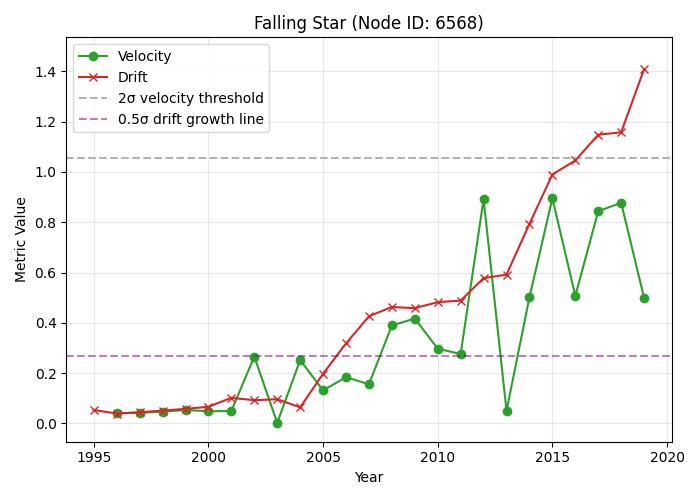 Falling Star (Node ID: 6568)
Velocity
Drift
2σ velocity threshold
0.5σ drift growth line
Metric Value
1.4
1.2
1.0
0.8
0.6
0.4
0.2
0.0
1995 2000 2005 2010 2015 2020
Year